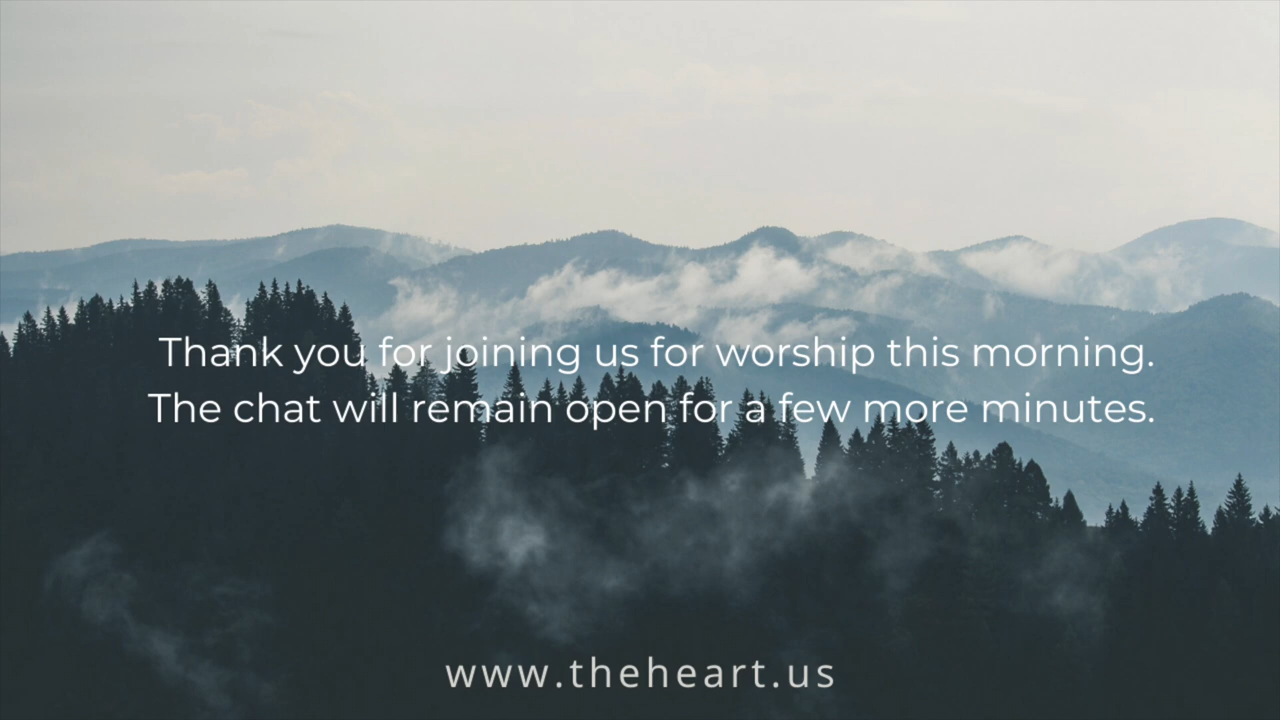 Thank you for joining us for worship this morning.
The chat will remain open for a few more minutes.
www.theheart.us